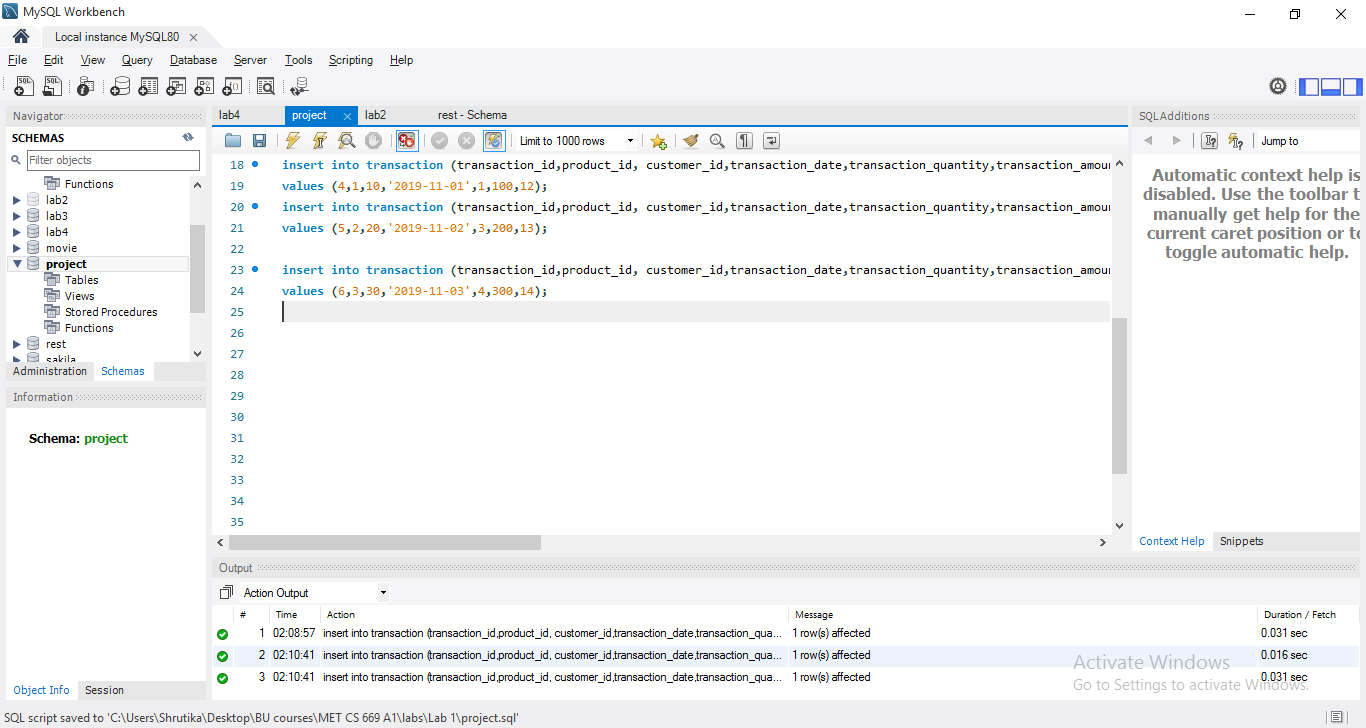 MySQL Workbench
Local instance MySQL80
File Edit View Query Database Server Tools Scripting Help
Navigator
SCHEMAS
Filter objects
Functions
lab2
lab3
lab4
movie
project
Tables
Views
Stored Procedures
Functions
rest
sakila
Administration Schemas
Information
Schema: project
Object Info Session
lab4 project lab2 rest - Schema
Limit to 1000 rows
18 insert into transaction (transaction_id,product_id, customer_id,transaction_date,transaction_quantity,transaction_amou
19 values (4,1,10,'2019-11-01',1,100,12);
20 insert into transaction (transaction_id,product_id, customer_id,transaction_date,transaction_quantity,transaction_amou
21 values (5,2,20,'2019-11-02',3,200,13);
22
23 insert into transaction (transaction_id,product_id, customer_id,transaction_date,transaction_quantity,transaction_amou
24 values (6,3,30,'2019-11-03',4,300,14);
25
26
27
28
29
30
31
32
33
34
35
SQLAdditions
Jump to
Automatic context help is
disabled. Use the toolbar t
manually get help for the
current caret position or to
toggle automatic help.
Context Help Snippets
Output
Action Output
# Time Action Message Duration / Fetch
1 02:08:57 insert into transaction (transaction_id,product_id, customer_id,transaction_date,transaction_qua... 1 row(s) affected 0.031 sec
2 02:10:41 insert into transaction (transaction_id,product_id, customer_id,transaction_date,transaction_qua... 1 row(s) affected 0.016 sec
3 02:10:41 insert into transaction (transaction_id,product_id, customer_id,transaction_date,transaction_qua... 1 row(s) affected 0.031 sec
Activate Windows
Go to Settings to activate Windows.
SQL script saved to 'C:\Users\Shrutika\Desktop\BU courses\MET CS 669 A1\labs\Lab 1\project.sql'